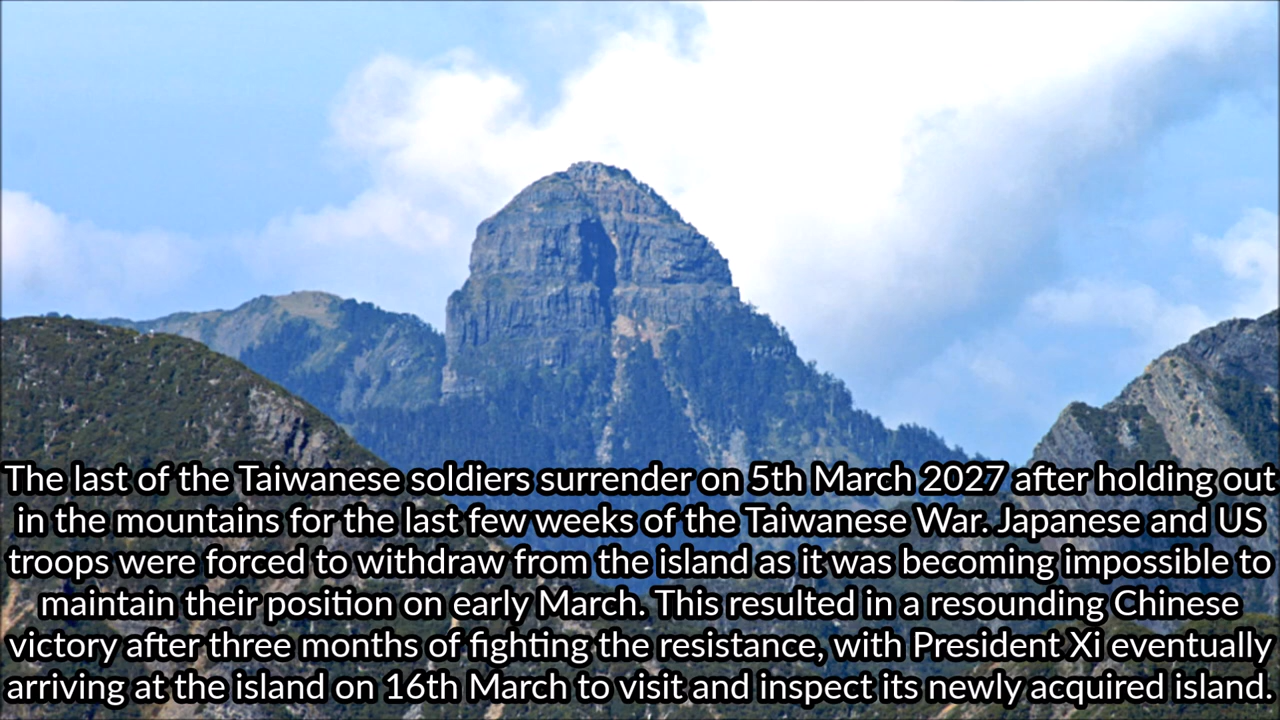 The last of the Taiwanese soldiers surrender on 5th March 2027 after holding out
in the mountains for the last few weeks of the Taiwanese War. Japanese and US
troops were forced to withdraw from the island as it was becoming impossible to
maintain their position on early March. This resulted in a resounding Chinese
victory after three months of fighting the resistance, with President Xi eventually
arriving at the island on 16th March to visit and inspect its newly acquired island.